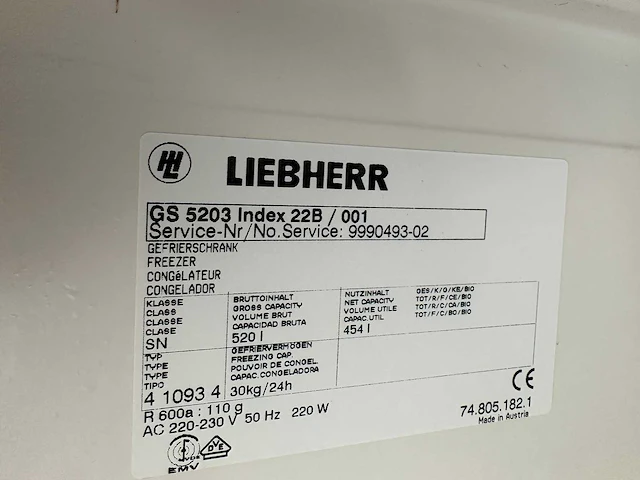 LIEBHERR
GS 5203 Index 22B / 001
Service-Nr/No.Service: 9990493-02
GEFRIERSCHRANK
FREEZER
CONGéLATEUR
CONGELADOR
KLASSE
CLASS
CLASSE
CLASE
SN
BRUTTOINHALT
GROSS CAPACITY
VOLUME BRUT
CAPACIDAD BRUTA
520 l
NUTZINHALT
NET CAPACITY
VOLUME UTILE
CAPAC.UTIL
454 l
GES/K/G/KE/BIO
TOT/R/F/CE/BIO
TOT/R/C/CA/BIO
TOT/F/C/BO/BIO
TYP
TYPE
TYPE
TIPO
4 1093 4
GEFRIERVERMÖGEN
FREEZING CAP.
POUVOIR DE CONGEL.
CAPAC.CONGELADORA
30kg/24h
R 600a : 110 g
AC 220-230 V 50 Hz 220 W
CE
74.805.182.1
Made in Austria
EMV